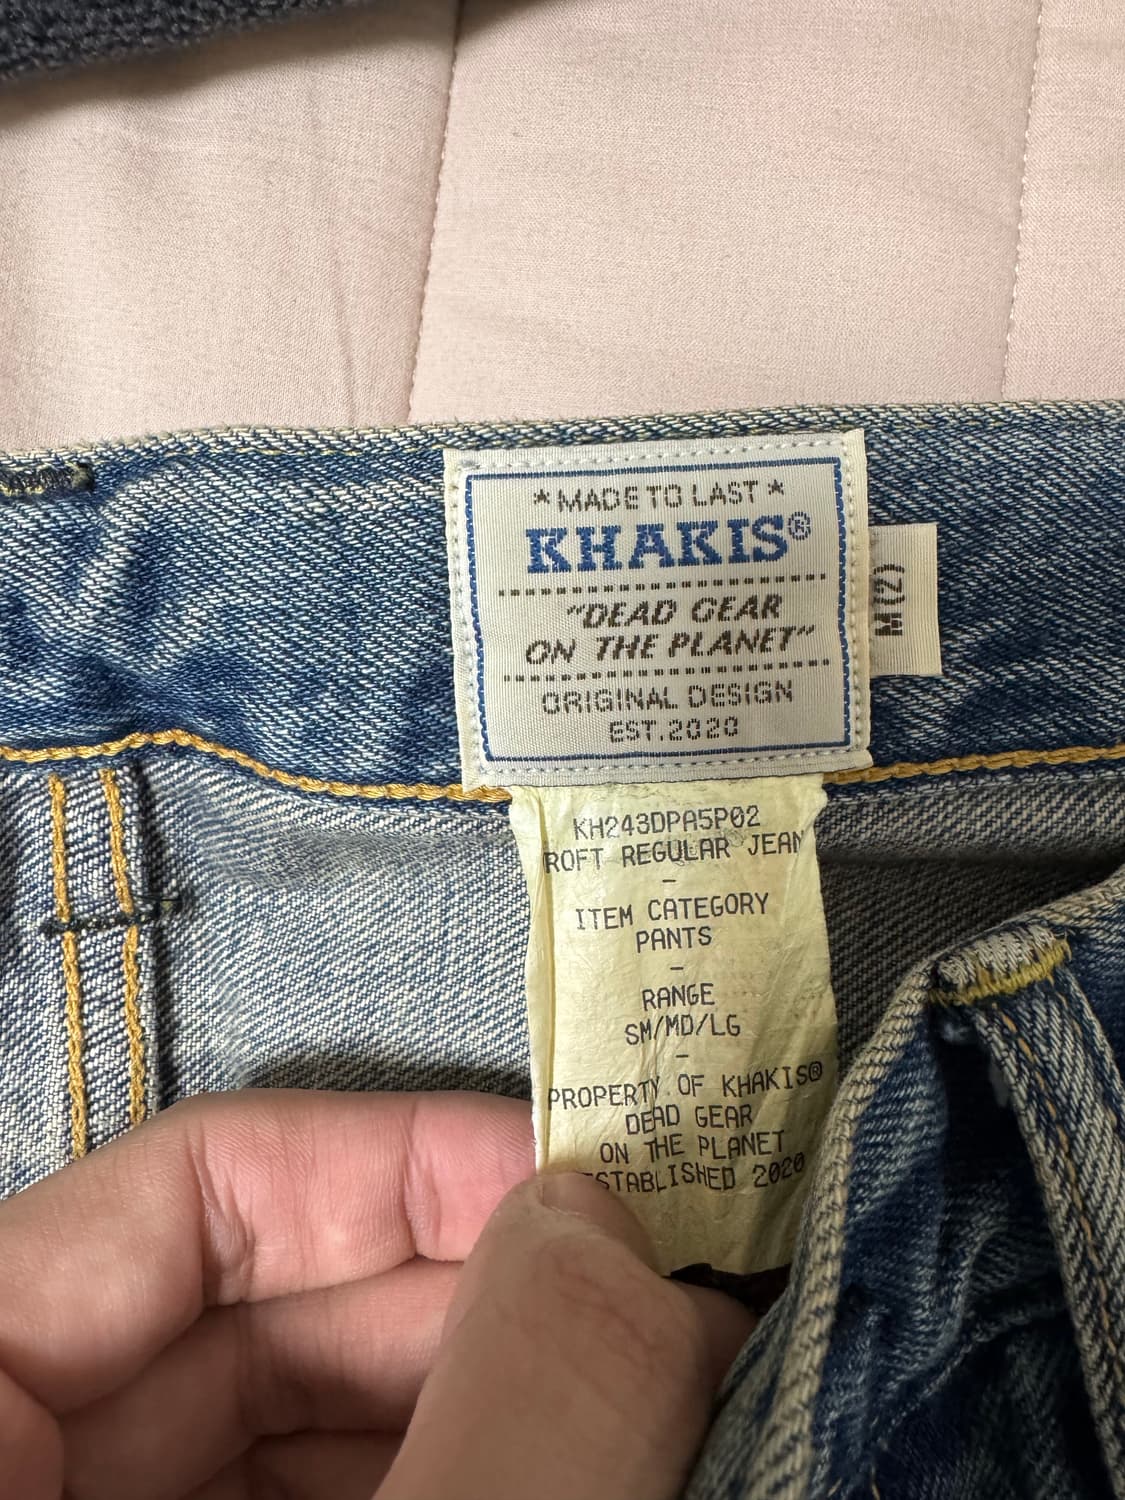 *MADE TO LAST*
KHAKIS®
"DEAD GEAR
ON THE PLANET"
ORIGINAL DESIGN
EST.2020
M(2)
KH243DPA5P02
ROFT REGULAR JEAN
-
ITEM CATEGORY
PANTS
-
RANGE
SM/MD/LG
-
PROPERTY OF KHAKIS®
DEAD GEAR
ON THE PLANET
ESTABLISHED 2020